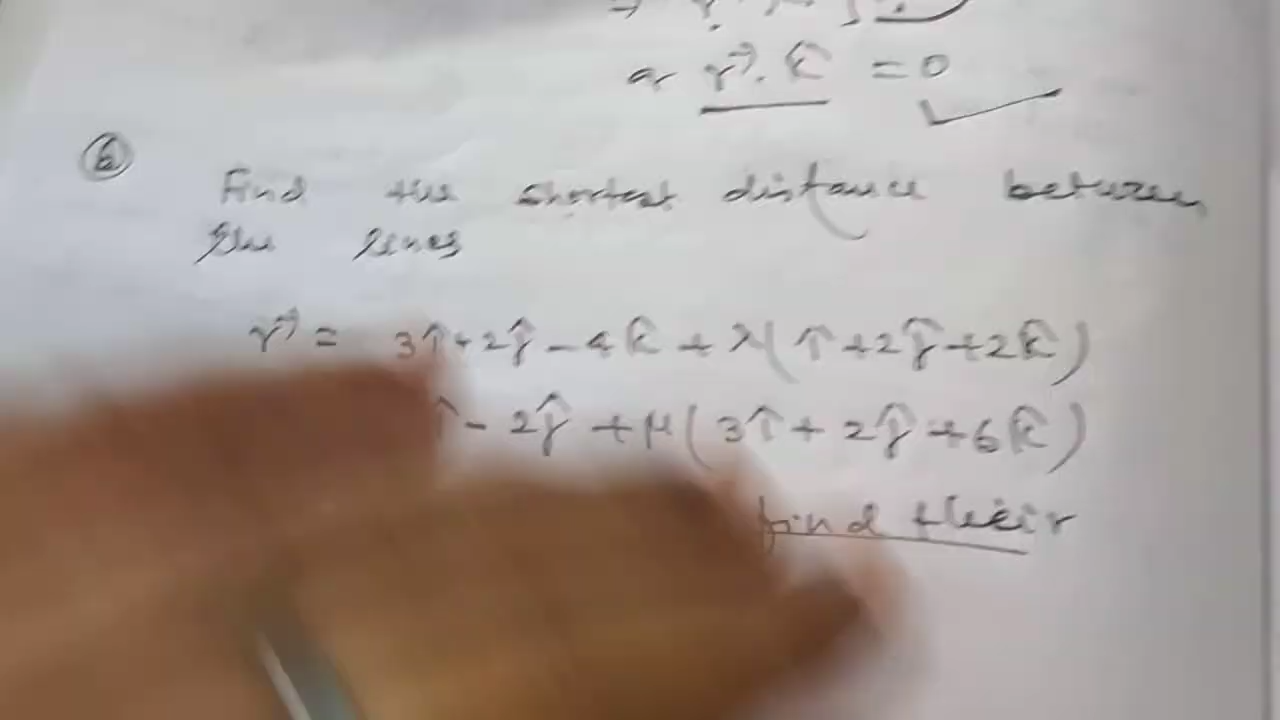 or r⃗. k̂ = 0
⑥ Find the shortest distance between
the lines
r⃗ = 3î+2ĵ-4k̂ + λ(î+2ĵ+2k̂)
- 2ĵ + μ(3î+2ĵ+6k̂)
find their